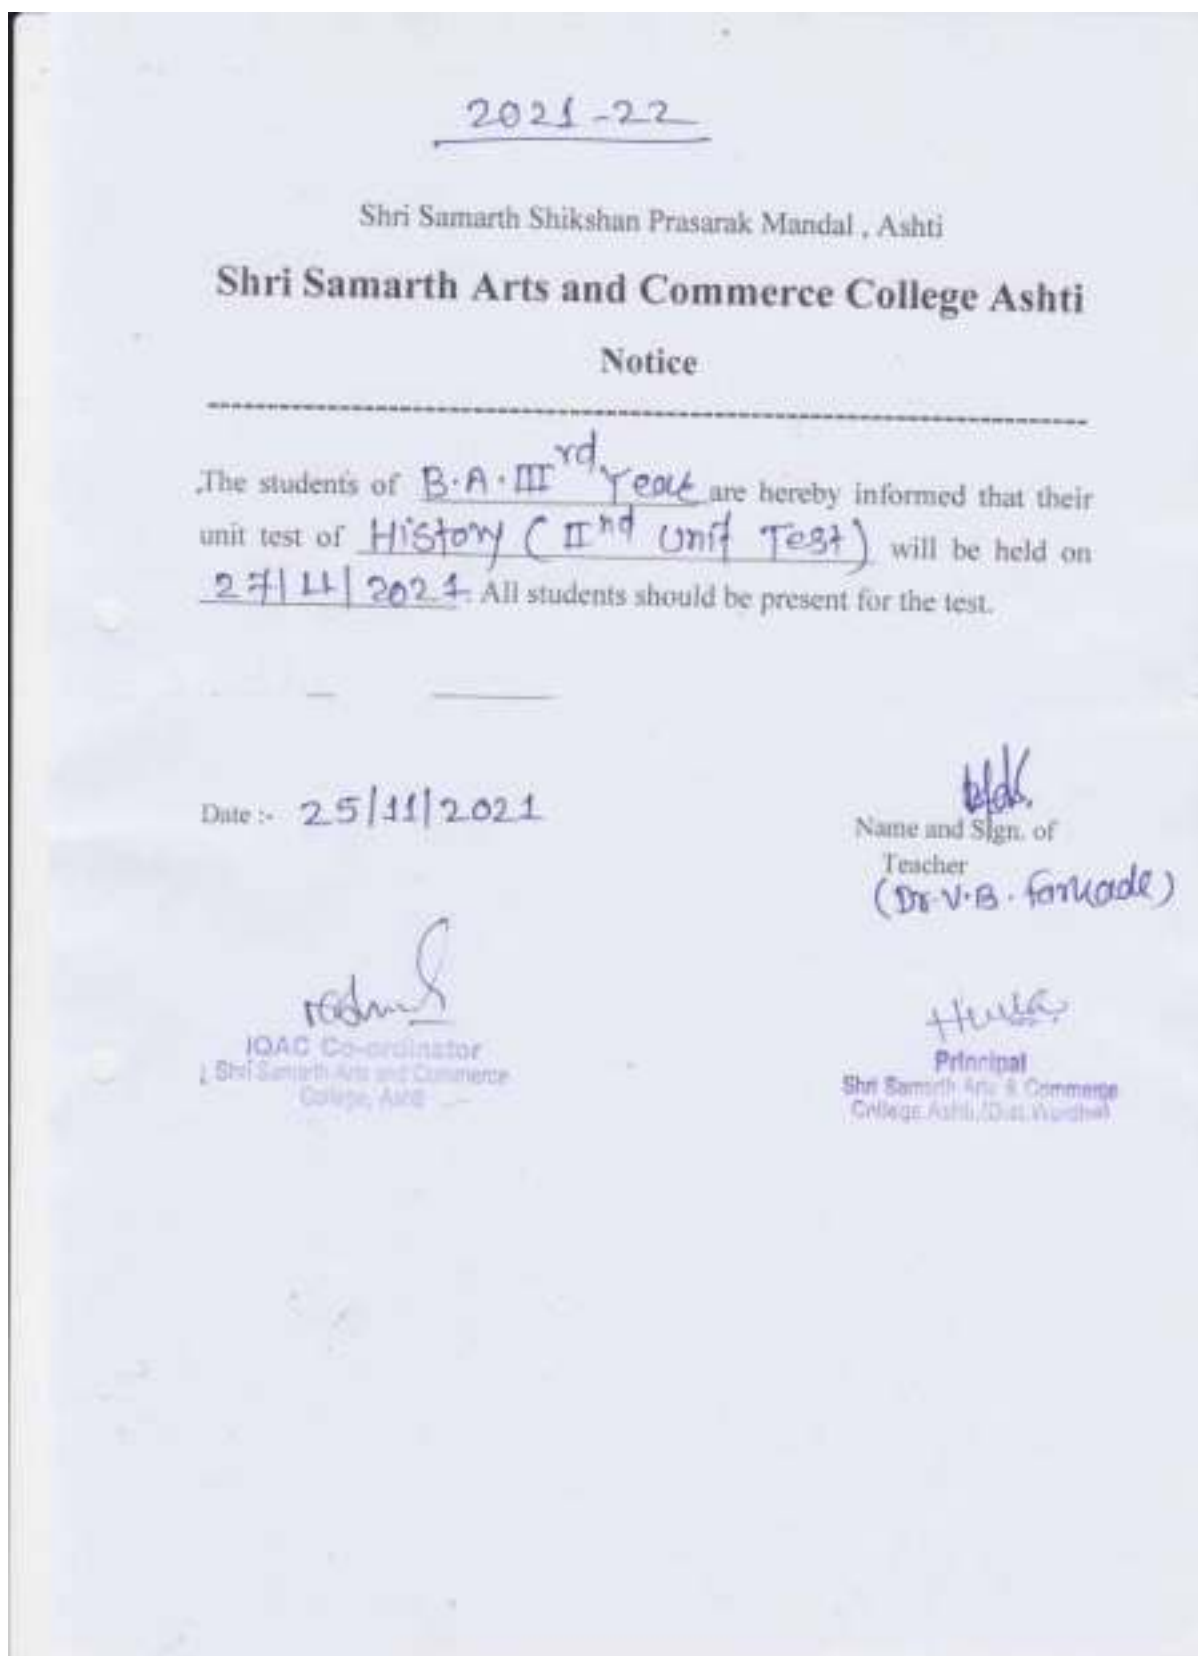 2021-22
Shri Samarth Shikshan Prasarak Mandal , Ashti
Shri Samarth Arts and Commerce College Ashti
Notice
The students of B.A.IIIrd Year are hereby informed that their
unit test of History (IInd Unit Test) will be held on
27/11/2021. All students should be present for the test.
Date :- 25/11/2021
Name and Sign. of
Teacher
(Dr.V.B.
IQAC Co-ordinator
Shri Samarth Arts and Commerce
College, Ashti
Principal
Shri Samarth Arts & Commerce
College Ashti,(Dist.Wardha)